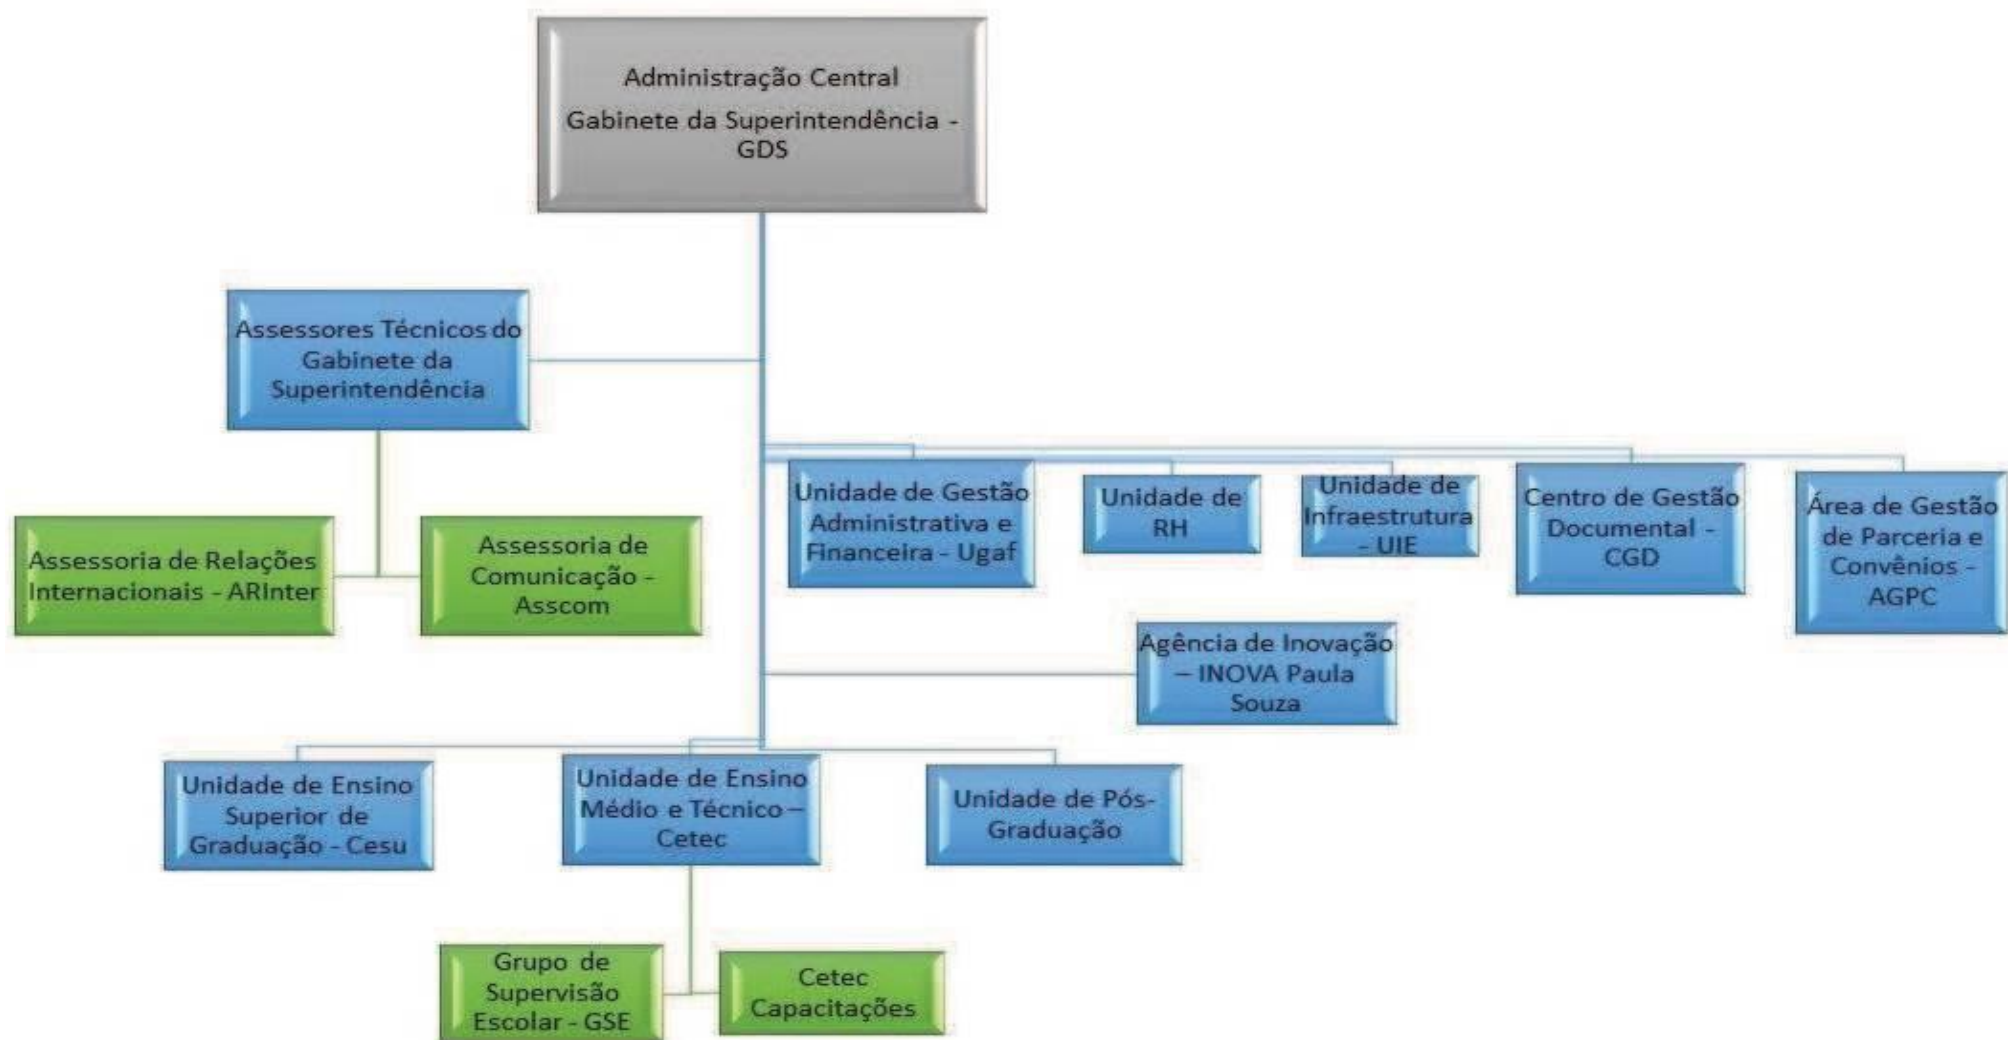 Administração Central
Gabinete da Superintendência -
GDS
Assessores Técnicos do
Gabinete da
Superintendência
Assessoria de Relações
Internacionais - ARInter
Assessoria de
Comunicação -
Asscom
Unidade de Gestão
Administrativa e
Financeira - Ugaf
Unidade de
RH
Unidade de
Infraestrutura
- UIE
Centro de Gestão
Documental -
CGD
Área de Gestão
de Parceria e
Convênios -
AGPC
Agência de Inovação
– INOVA Paula
Souza
Unidade de Ensino
Superior de
Graduação - Cesu
Unidade de Ensino
Médio e Técnico –
Cetec
Unidade de Pós-
Graduação
Grupo de
Supervisão
Escolar - GSE
Cetec
Capacitações